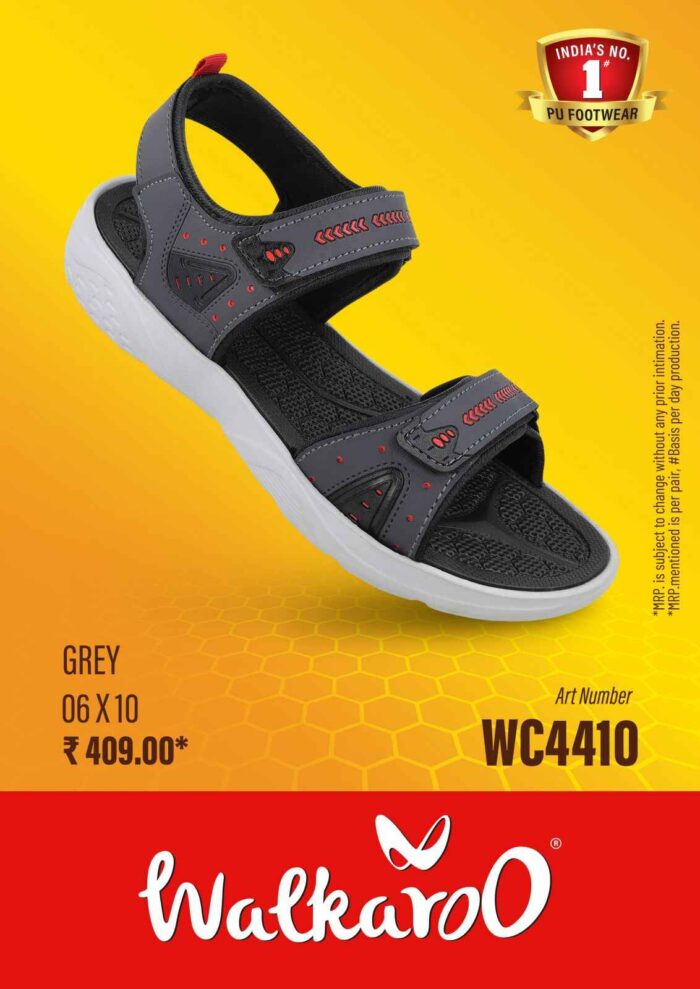 INDIA'S NO.
1#
PU FOOTWEAR
*MRP. is subject to change without any prior intimation.
*MRP.mentioned is per pair, #Basis per day production.
GREY
06 X 10
₹ 409.00*
Art Number
WC4410
Walkaroo®